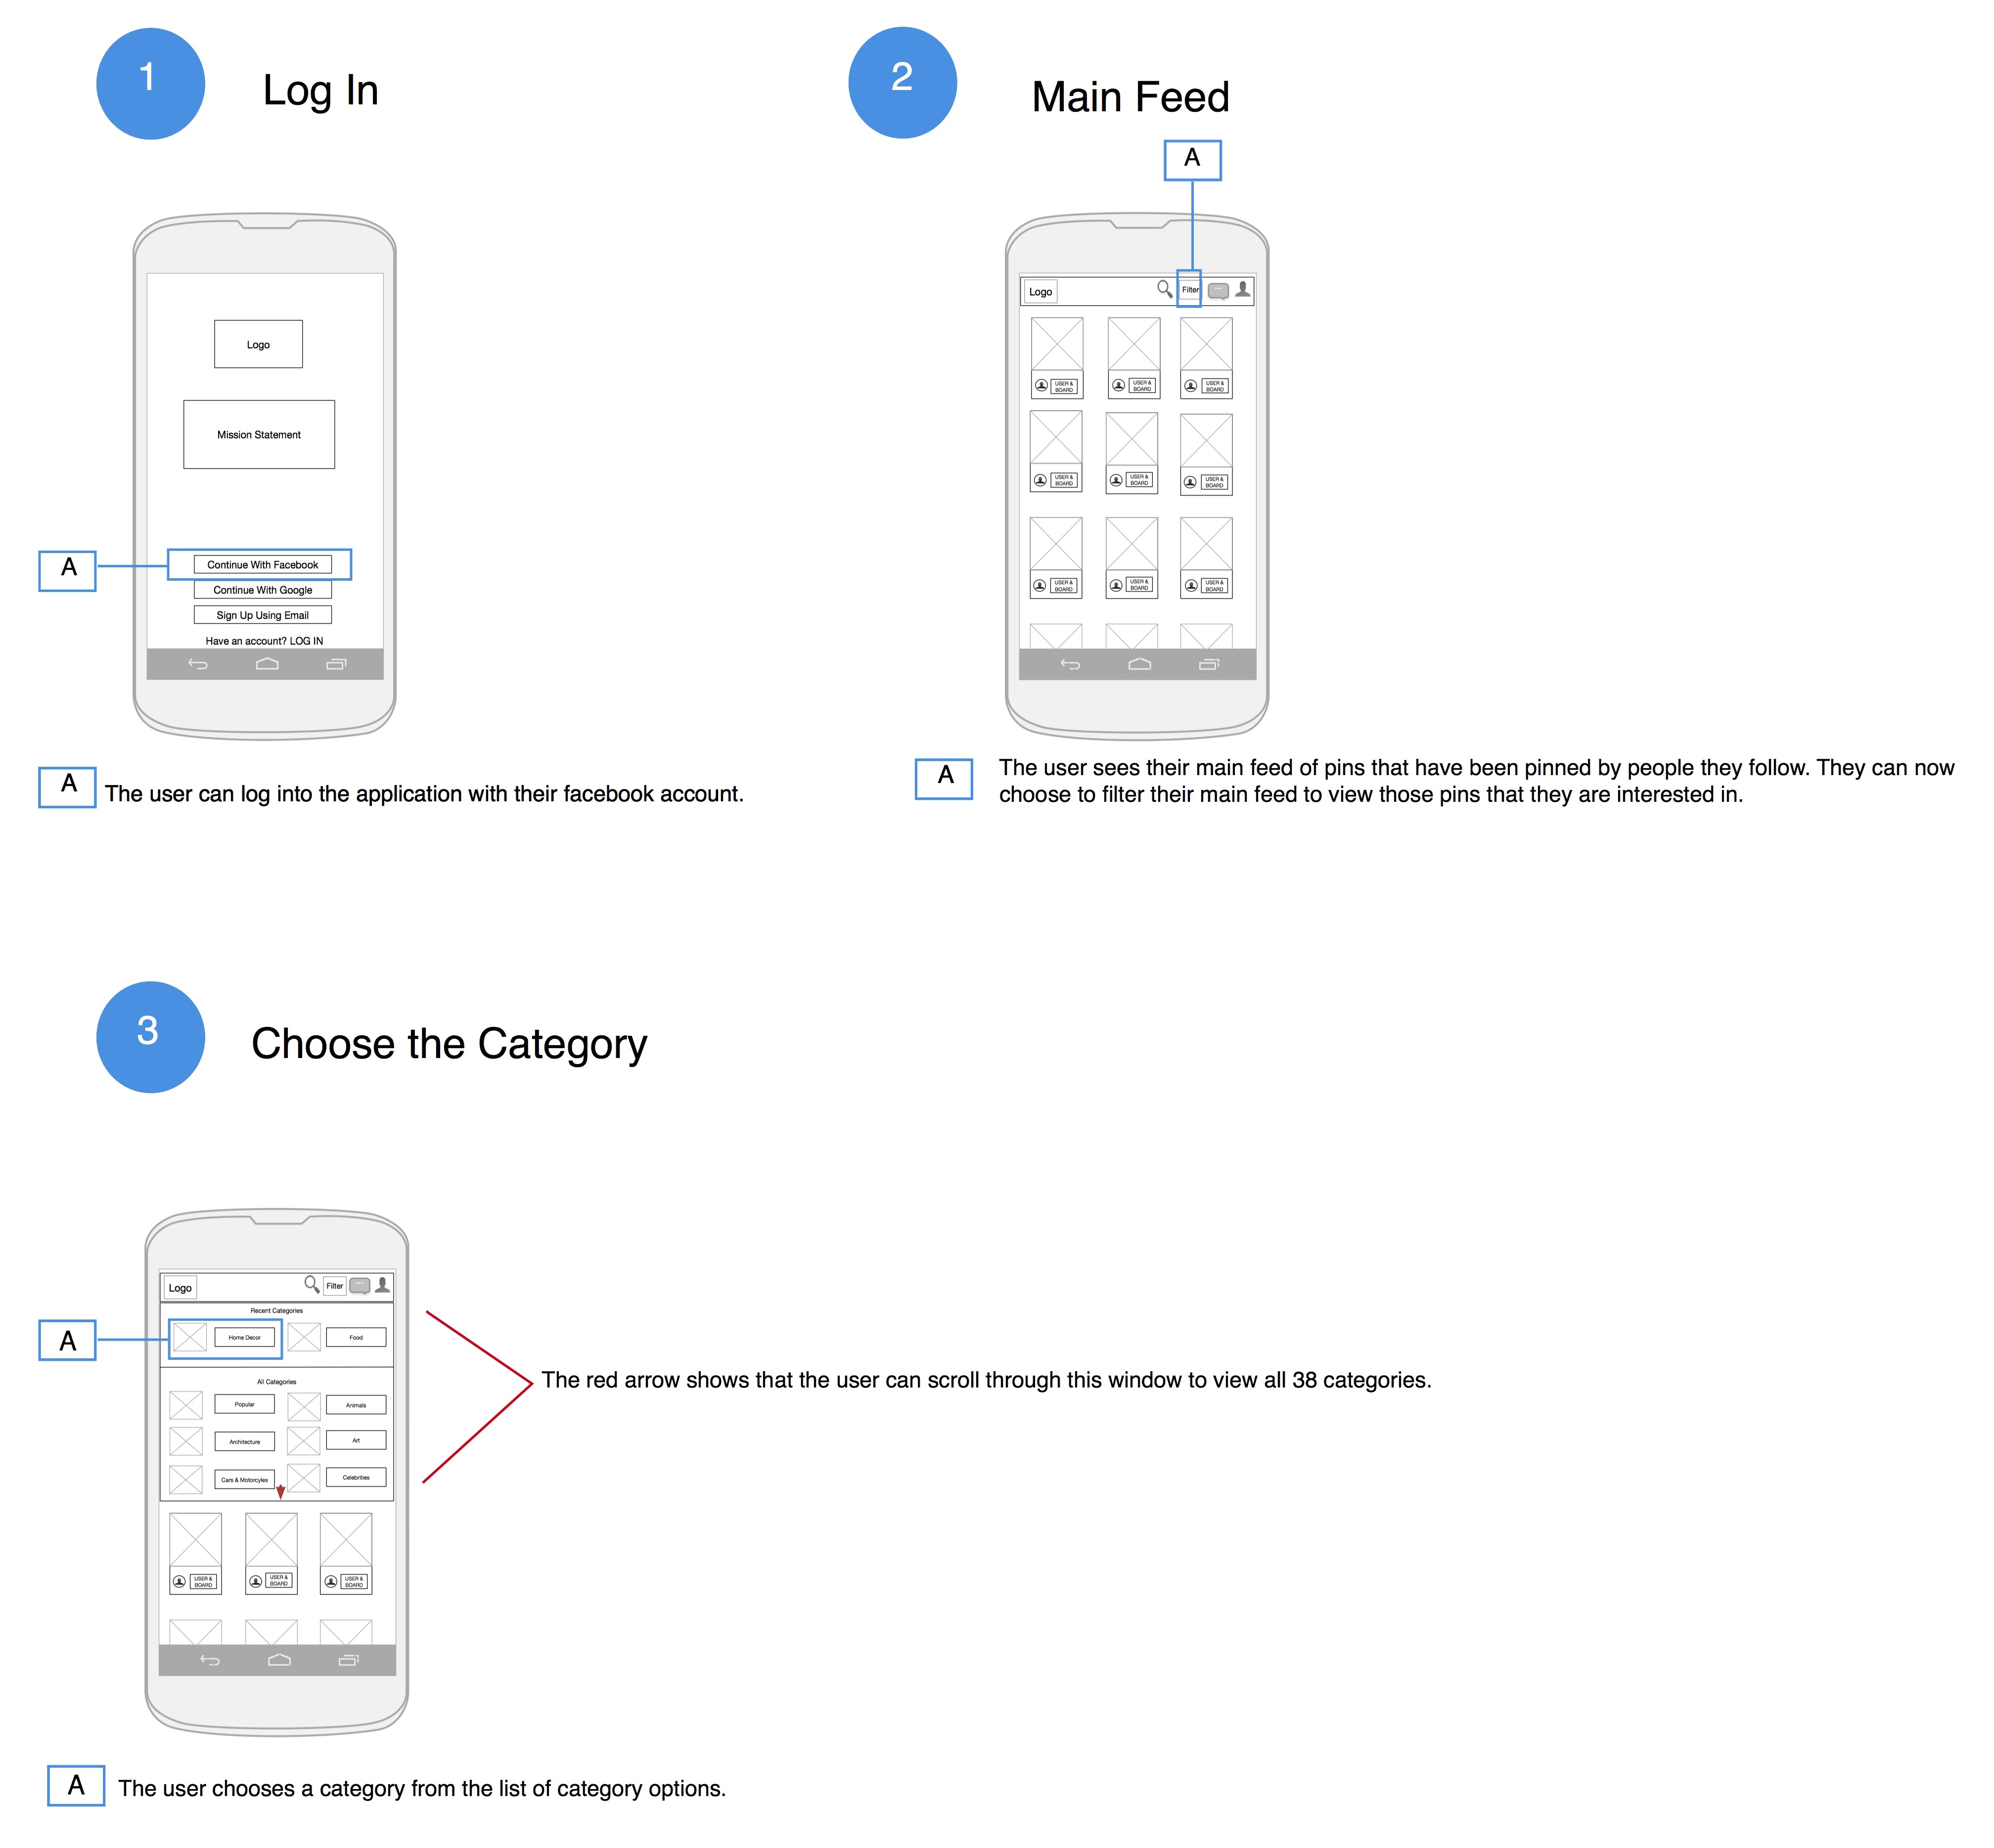 1
Log In
2
Main Feed
A
Logo
Mission Statement
A
Continue With Facebook
Continue With Google
Sign Up Using Email
Have an account? LOG IN
Logo
Filter
USER &
BOARD
USER &
BOARD
USER &
BOARD
USER &
BOARD
USER &
BOARD
USER &
BOARD
USER &
BOARD
USER &
BOARD
USER &
BOARD
A
The user can log into the application with their facebook account.
A
The user sees their main feed of pins that have been pinned by people they follow. They can now
choose to filter their main feed to view those pins that they are interested in.
3
Choose the Category
Logo
Filter
Recent Categories
A
Home Decor
Food
All Categories
Popular
Animals
Architecture
Art
Cars & Motorcyles
Celebrities
The red arrow shows that the user can scroll through this window to view all 38 categories.
USER &
BOARD
USER &
BOARD
USER &
BOARD
A
The user chooses a category from the list of category options.